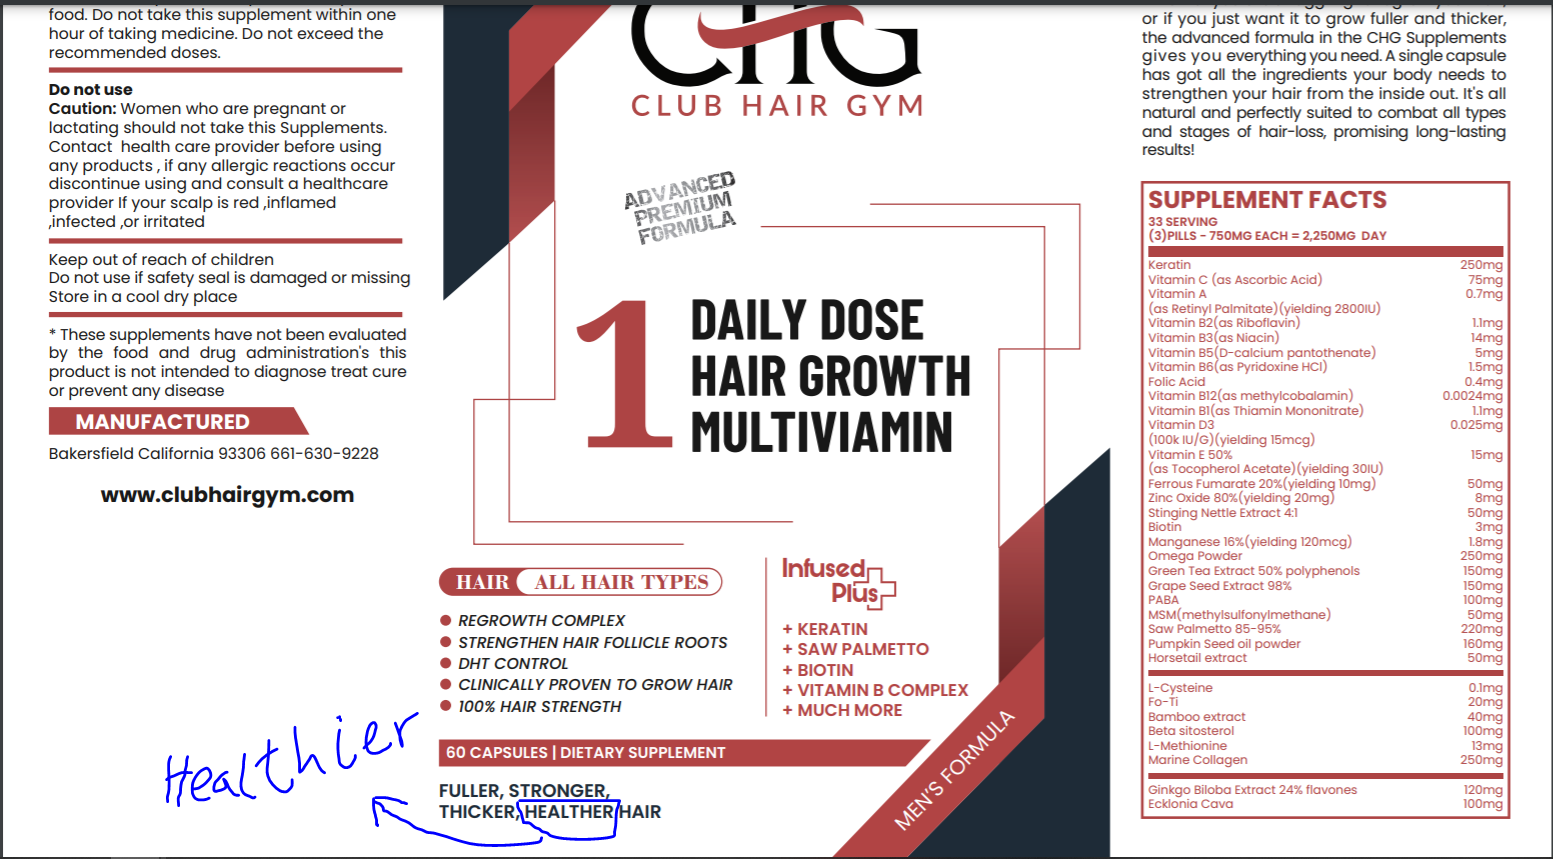 food. Do not take this supplement within one
hour of taking medicine. Do not exceed the
recommended doses.
Do not use
Caution: Women who are pregnant or
lactating should not take this Supplements.
Contact health care provider before using
any products , if any allergic reactions occur
discontinue using and consult a healthcare
provider If your scalp is red ,inflamed
,infected ,or irritated
Keep out of reach of children
Do not use if safety seal is damaged or missing
Store in a cool dry place
* These supplements have not been evaluated
by the food and drug administration's this
product is not intended to diagnose treat cure
or prevent any disease
MANUFACTURED
Bakersfield California 93306 661-630-9228
www.clubhairgym.com
Healthier
CHG
CLUB HAIR GYM
ADVANCED
PREMIUM
FORMULA
1
DAILY DOSE
HAIR GROWTH
MULTIVIAMIN
HAIR ALL HAIR TYPES
REGROWTH COMPLEX
STRENGTHEN HAIR FOLLICLE ROOTS
DHT CONTROL
CLINICALLY PROVEN TO GROW HAIR
100% HAIR STRENGTH
Infused
Plus
+ KERATIN
+ SAW PALMETTO
+ BIOTIN
+ VITAMIN B COMPLEX
+ MUCH MORE
60 CAPSULES | DIETARY SUPPLEMENT
FULLER, STRONGER,
THICKER, HEALTHER HAIR
MEN'S FORMULA
or if you just want it to grow fuller and thicker,
the advanced formula in the CHG Supplements
gives you everything you need. A single capsule
has got all the ingredients your body needs to
strengthen your hair from the inside out. It's all
natural and perfectly suited to combat all types
and stages of hair-loss, promising long-lasting
results!
SUPPLEMENT FACTS
33 SERVING
(3)PILLS - 750MG EACH = 2,250MG DAY
Keratin 250mg
Vitamin C (as Ascorbic Acid) 75mg
Vitamin A 0.7mg
(as Retinyl Palmitate)(yielding 2800IU)
Vitamin B2(as Riboflavin) 1.1mg
Vitamin B3(as Niacin) 14mg
Vitamin B5(D-calcium pantothenate) 5mg
Vitamin B6(as Pyridoxine HCl) 1.5mg
Folic Acid 0.4mg
Vitamin B12(as methylcobalamin) 0.0024mg
Vitamin B1(as Thiamin Mononitrate) 1.1mg
Vitamin D3 0.025mg
(100k IU/G)(yielding 15mcg)
Vitamin E 50% 15mg
(as Tocopherol Acetate)(yielding 30IU)
Ferrous Fumarate 20%(yielding 10mg) 50mg
Zinc Oxide 80%(yielding 20mg) 8mg
Stinging Nettle Extract 4:1 50mg
Biotin 3mg
Manganese 16%(yielding 120mcg) 1.8mg
Omega Powder 250mg
Green Tea Extract 50% polyphenols 150mg
Grape Seed Extract 98% 150mg
PABA 100mg
MSM(methylsulfonylmethane) 50mg
Saw Palmetto 85-95% 220mg
Pumpkin Seed oil powder 160mg
Horsetail extract 50mg
L-Cysteine 0.1mg
Fo-Ti 20mg
Bamboo extract 40mg
Beta sitosterol 100mg
L-Methionine 13mg
Marine Collagen 250mg
Ginkgo Biloba Extract 24% flavones 120mg
Ecklonia Cava 100mg